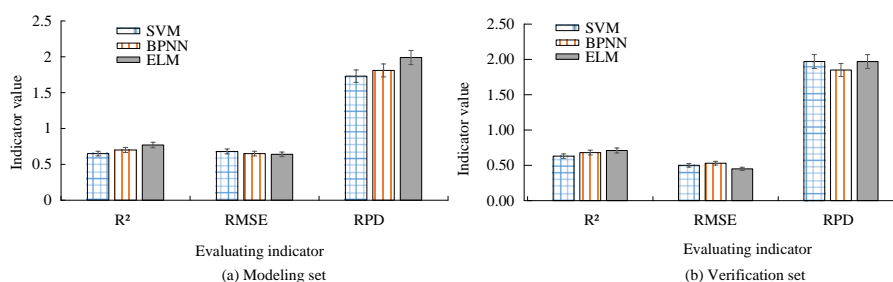 2.5
2
1.5
1
0.5
0
Indicator value
SVM
BPNN
ELM
R²
RMSE
RPD
Evaluating indicator
(a) Modeling set
2.50
2.00
1.50
1.00
0.50
0.00
Indicator value
SVM
BPNN
ELM
R²
RMSE
RPD
Evaluating indicator
(b) Verification set